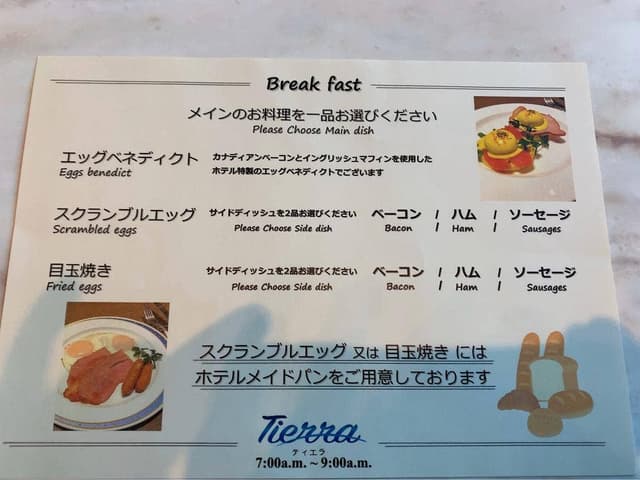 Break fast
メインのお料理を一品お選びください
Please Choose Main dish
エッグベネディクト
Eggs benedict
カナディアンベーコンとイングリッシュマフィンを使用した
ホテル特製のエッグベネディクトでございます
スクランブルエッグ サイドディッシュを2品お選びください ベーコン / ハム / ソーセージ
Scrambled eggs Please Choose Side dish Bacon / Ham / Sausages
目玉焼き サイドディッシュを2品お選びください ベーコン / ハム / ソーセージ
Fried eggs Please Choose Side dish Bacon / Ham / Sausages
スクランブルエッグ 又は 目玉焼き には
ホテルメイドパンをご用意しております
Tierra
ティエラ
7:00a.m.～9:00a.m.